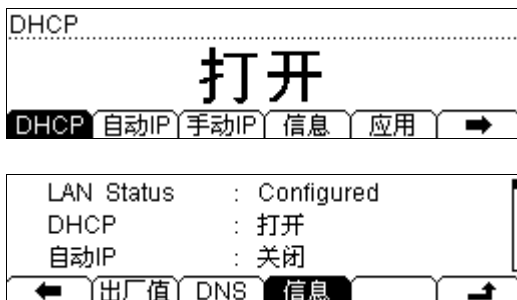 DHCP
打开
DHCP 自动IP 手动IP 信息 应用
LAN Status : Configured
DHCP : 打开
自动IP : 关闭
出厂值 DNS 信息